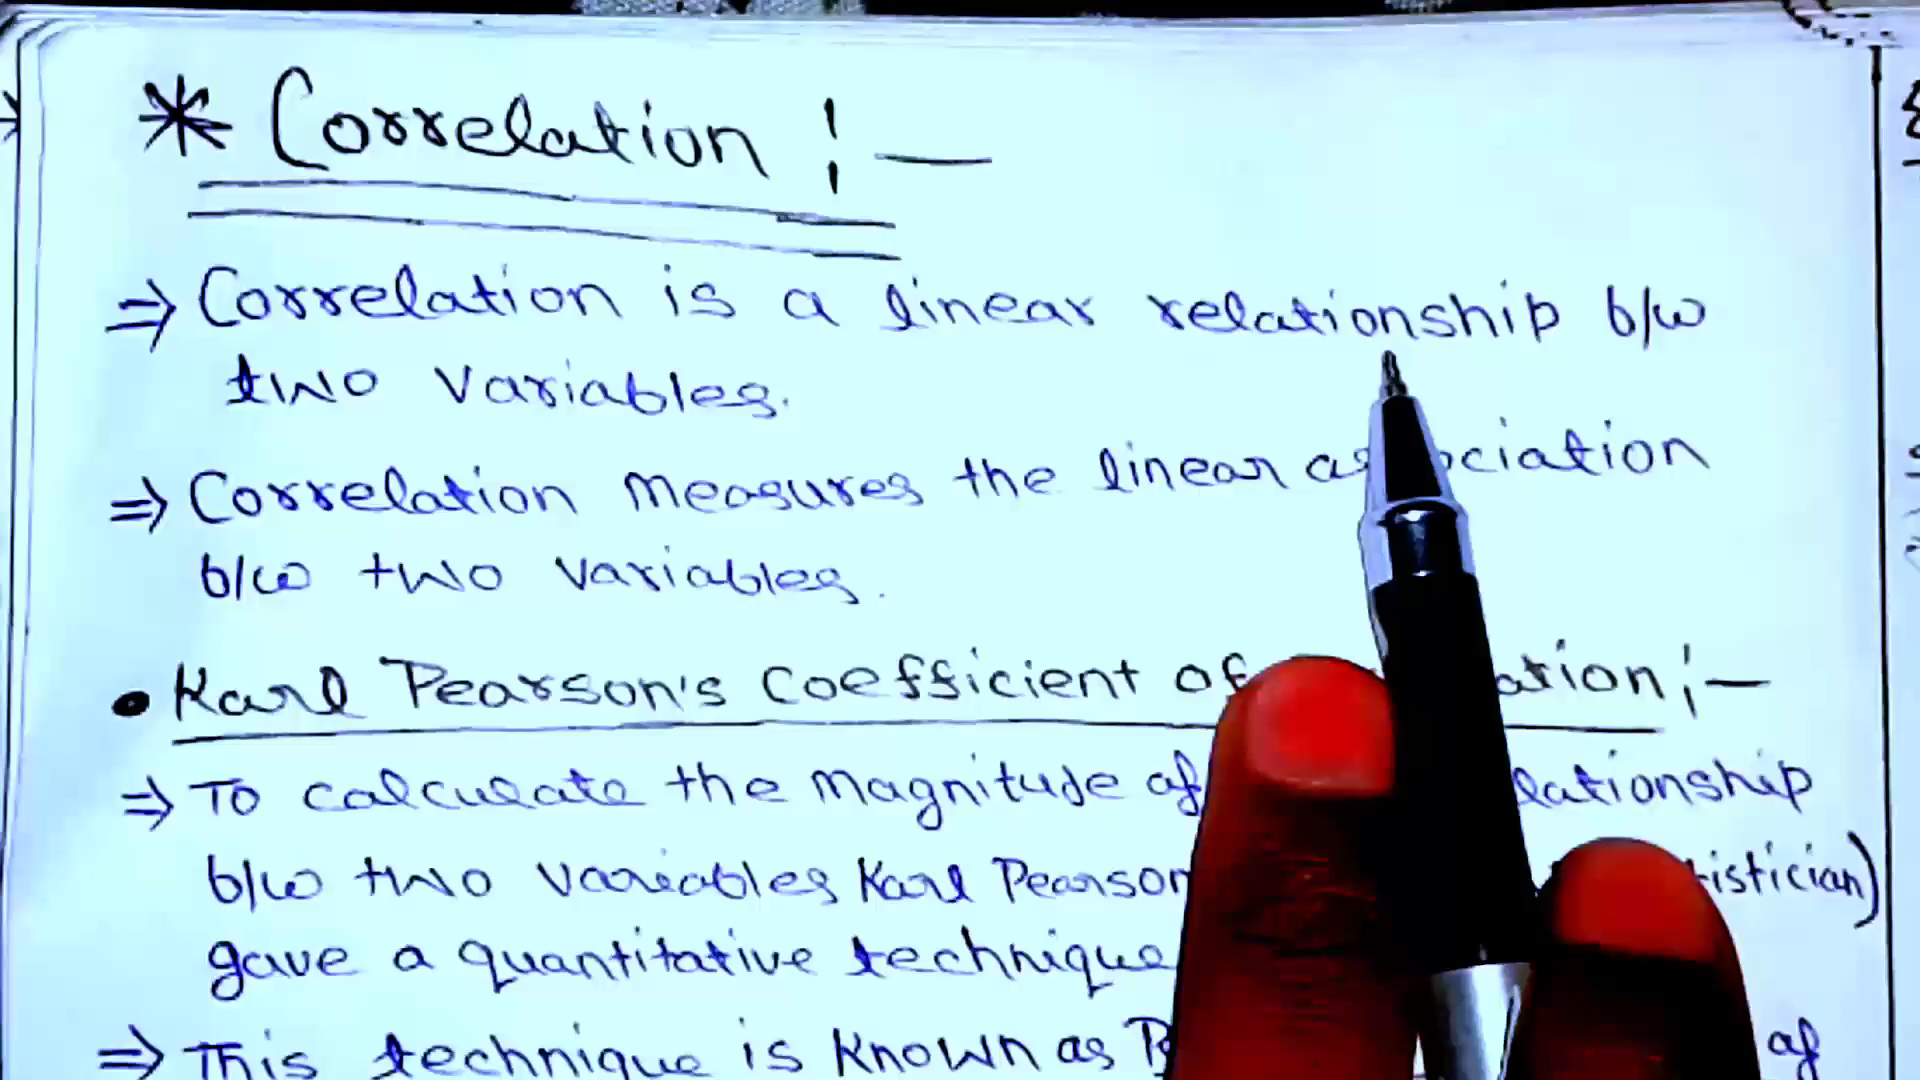 * Correlation :—
⇒ Correlation is a linear relationship b/w
two variables.
⇒ Correlation measures the linear association
b/w two variables.
• Karl Pearson's Coefficient of :—
⇒ To calculate the magnitude of
b/w two variables Karl Pearson
gave a quantitative technique
⇒ This technique is known as of